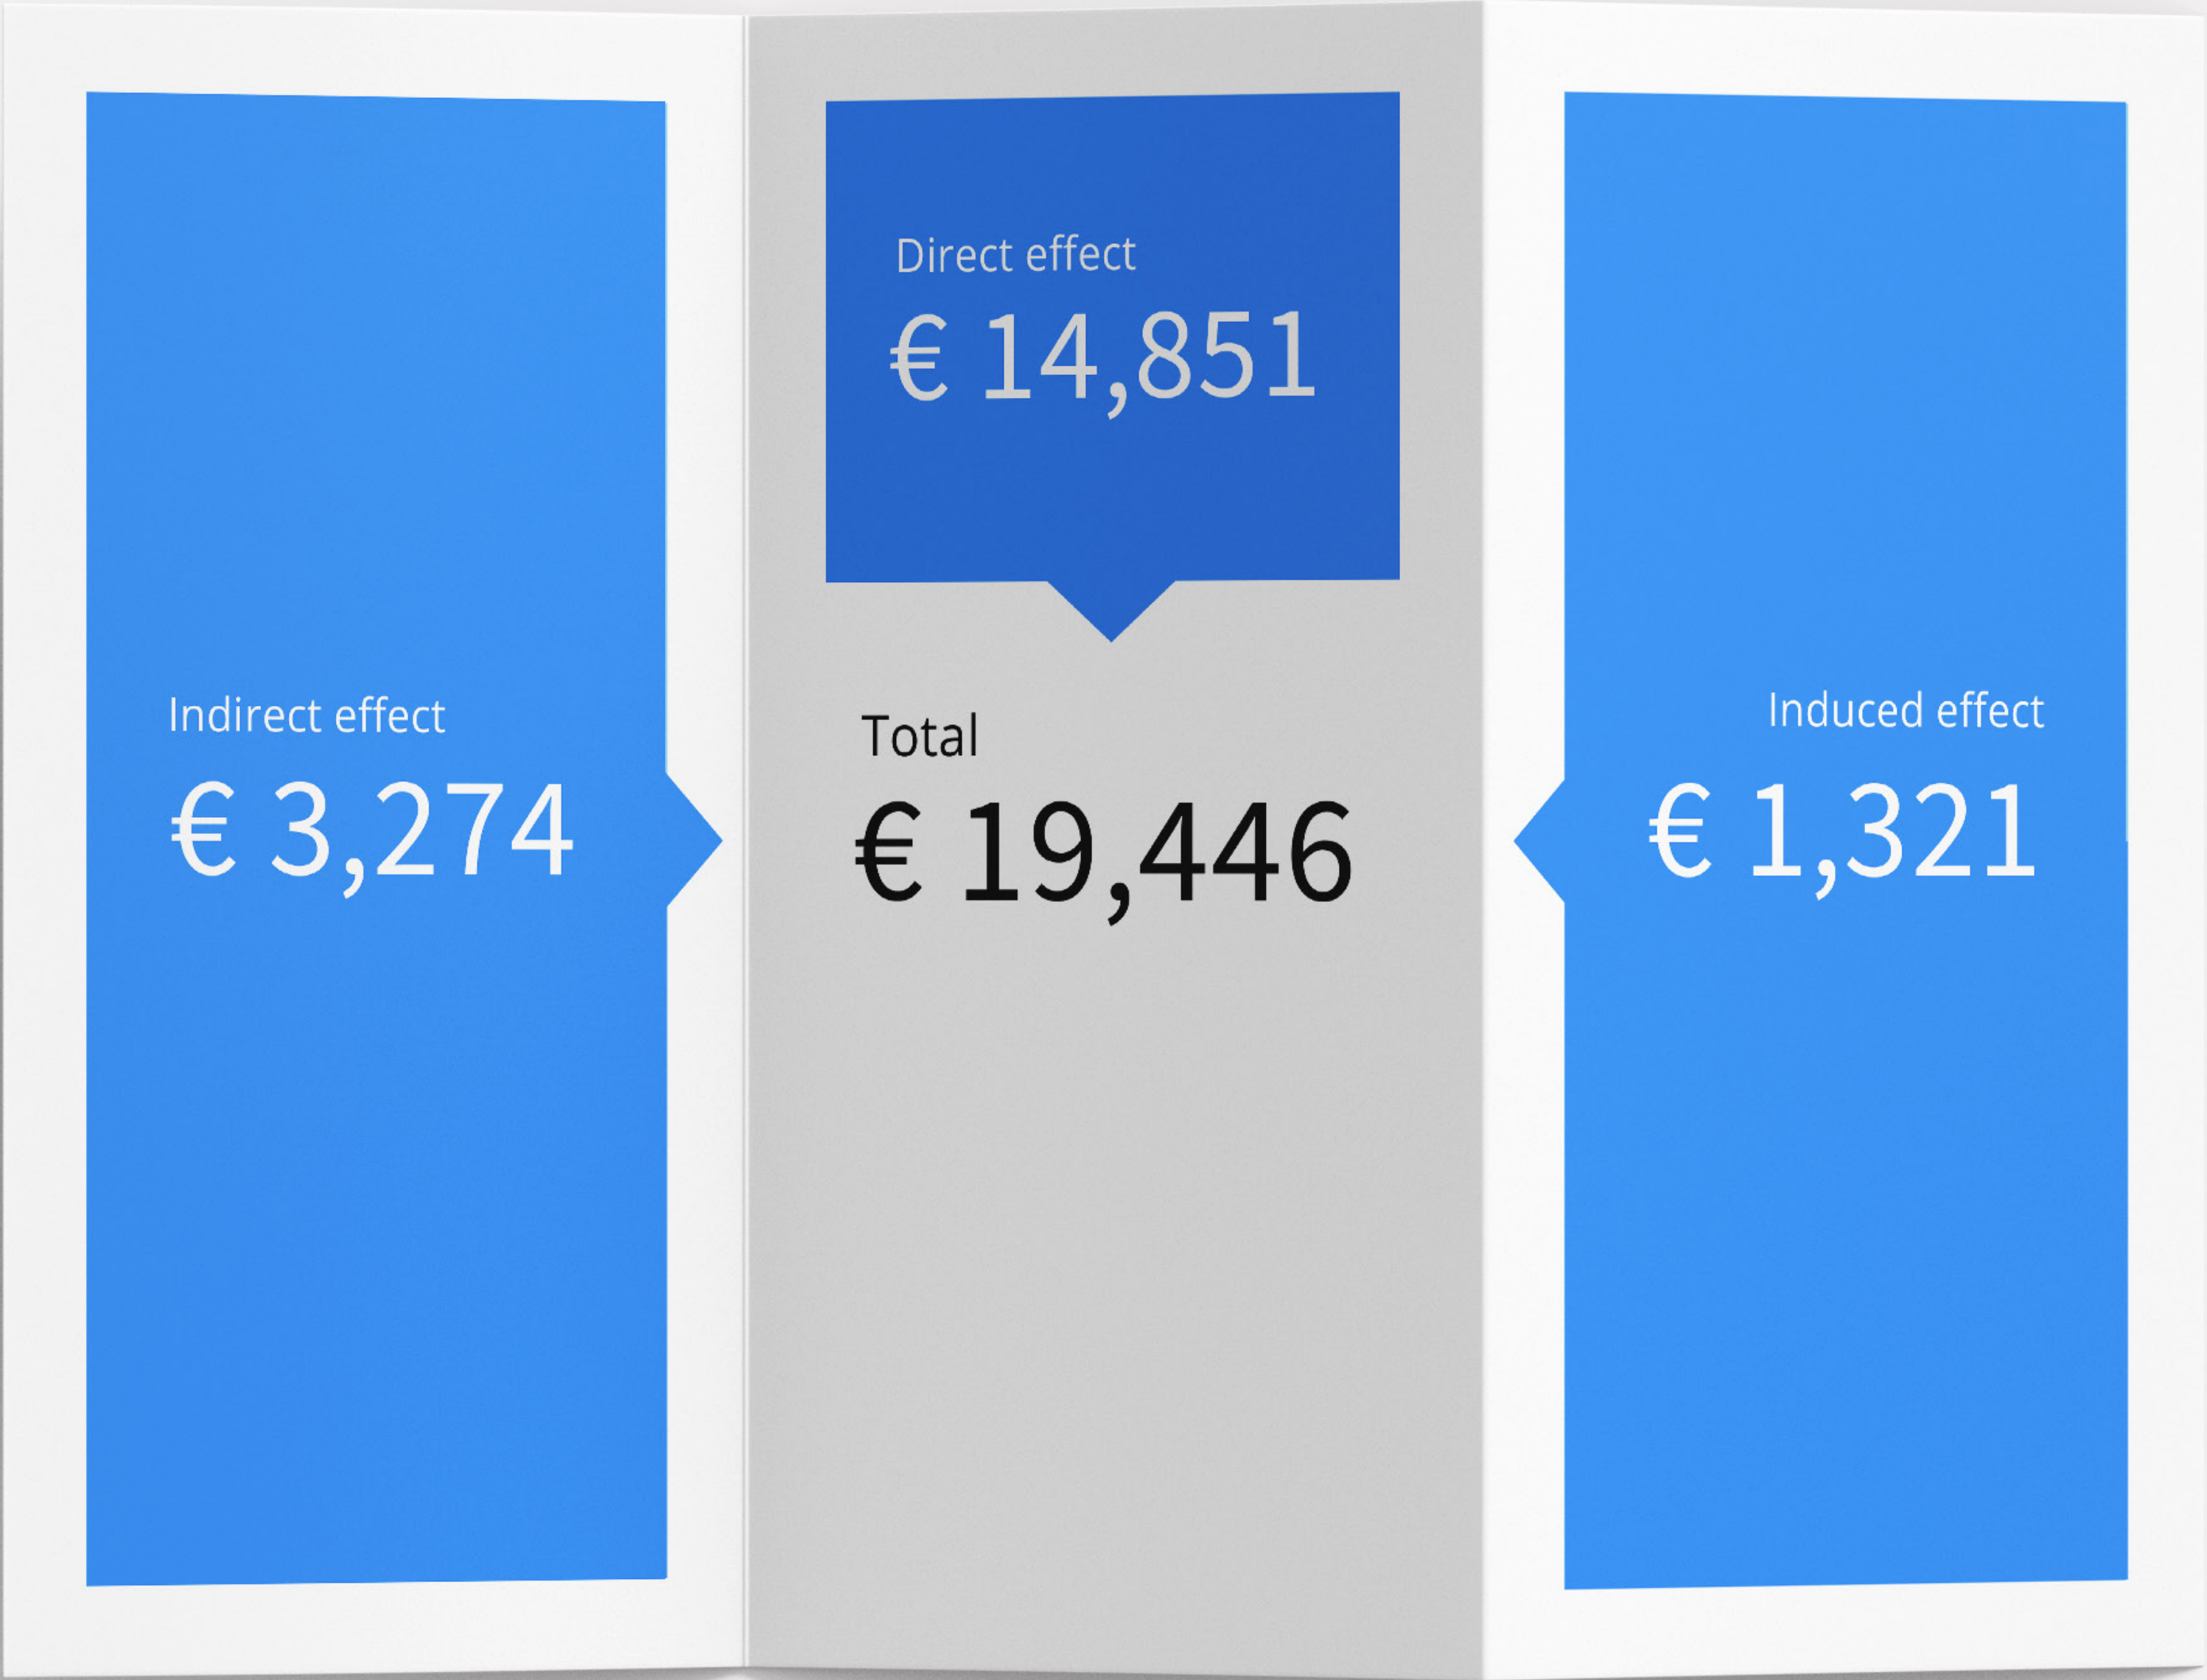 Indirect effect
€ 3,274
Direct effect
€ 14,851
Total
€ 19,446
Induced effect
€ 1,321